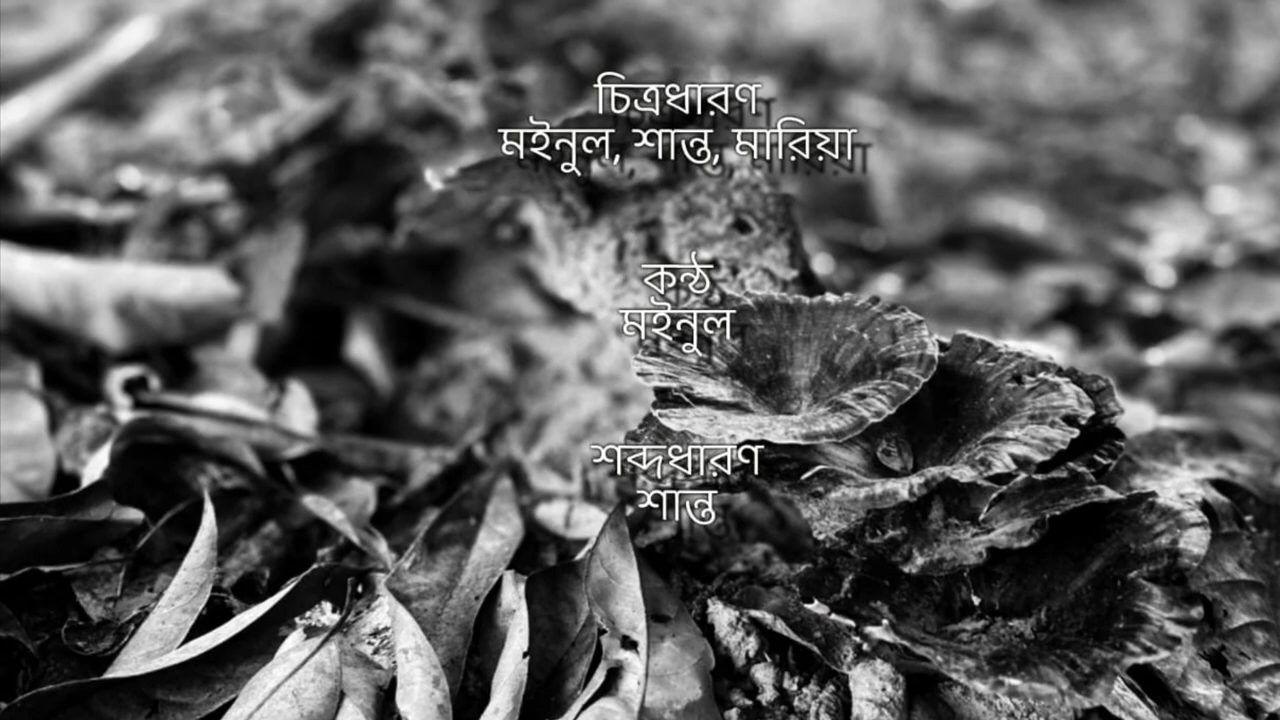 চিত্রধারণ
মইনুল, শান্ত, মারিয়া
কন্ঠ
মইনুল
শব্দধারণ
শান্ত